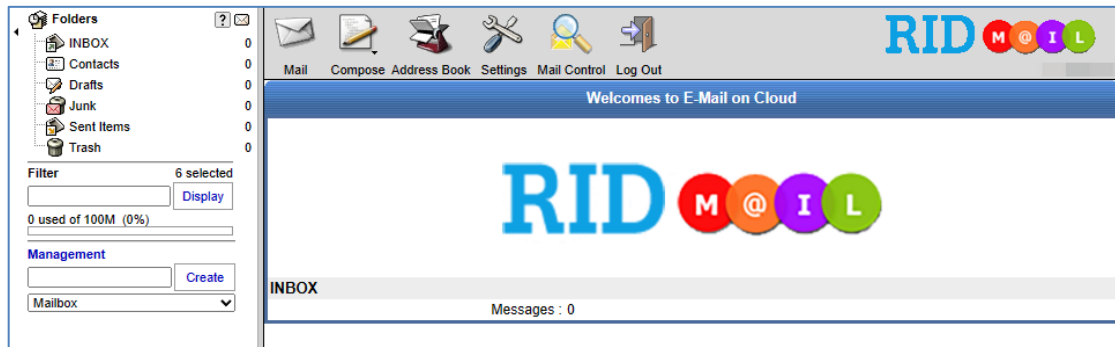 Folders ?
INBOX 0
Contacts 0
Drafts 0
Junk 0
Sent Items 0
Trash 0
Filter 6 selected
Display
0 used of 100M (0%)
Management
Create
Mailbox
Mail Compose Address Book Settings Mail Control Log Out
RID M@IL
Welcomes to E-Mail on Cloud
RID M@IL
INBOX
Messages : 0